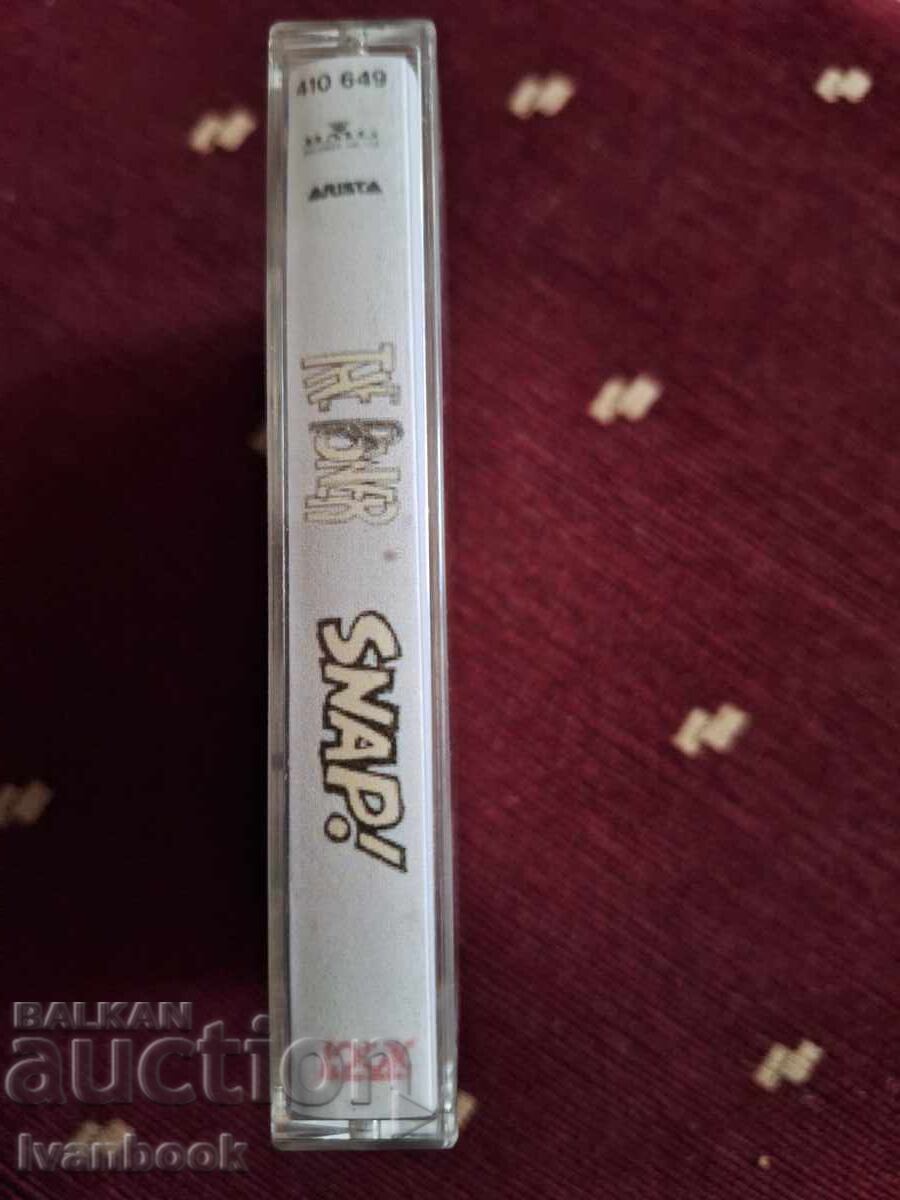 410 649
ARISTA
THE POWER
SNAP!
BALKAN
auction
Ivanbook